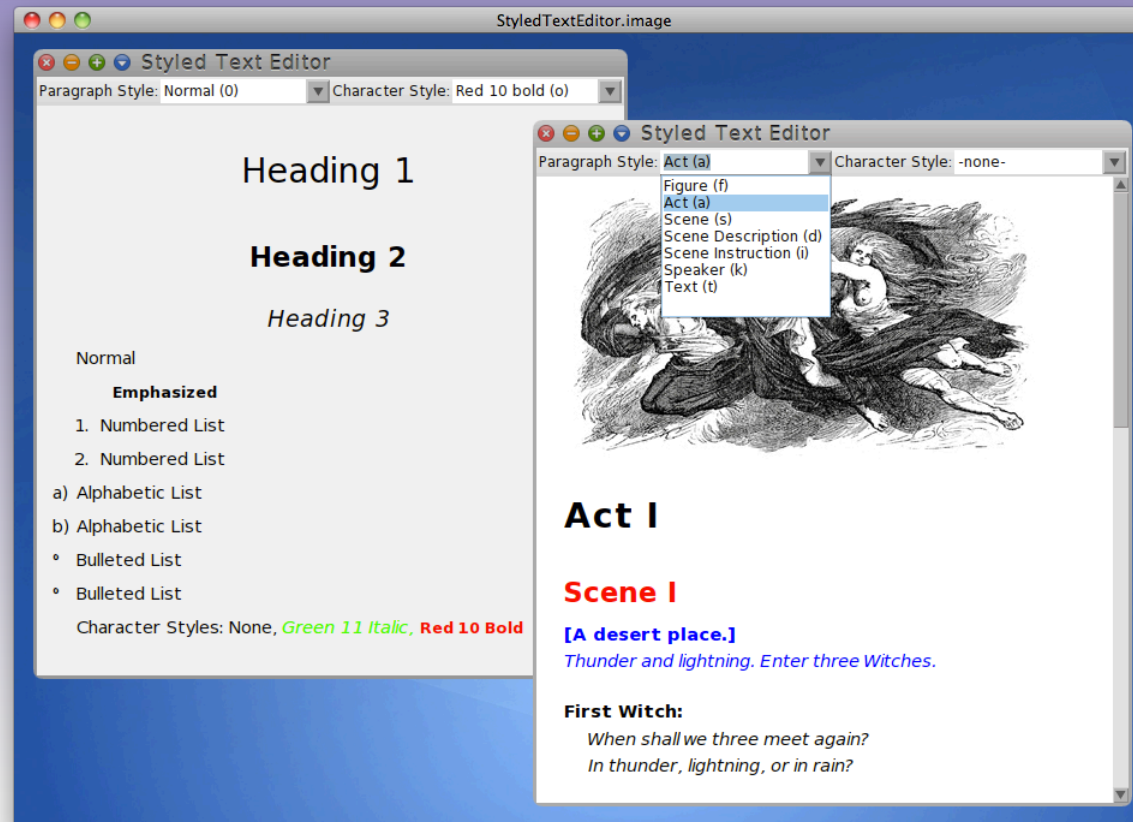 StyledTextEditor.image
Styled Text Editor
Paragraph Style: Normal (0) Character Style: Red 10 bold (o)
Heading 1
Heading 2
Heading 3
Normal
Emphasized
1. Numbered List
2. Numbered List
a) Alphabetic List
b) Alphabetic List
° Bulleted List
° Bulleted List
Character Styles: None, Green 11 Italic, Red 10 Bold
Styled Text Editor
Paragraph Style: Act (a) Character Style: -none-
Figure (f)
Act (a)
Scene (s)
Scene Description (d)
Scene Instruction (i)
Speaker (k)
Text (t)
Act I
Scene I
[A desert place.]
Thunder and lightning. Enter three Witches.
First Witch:
When shall we three meet again?
In thunder, lightning, or in rain?